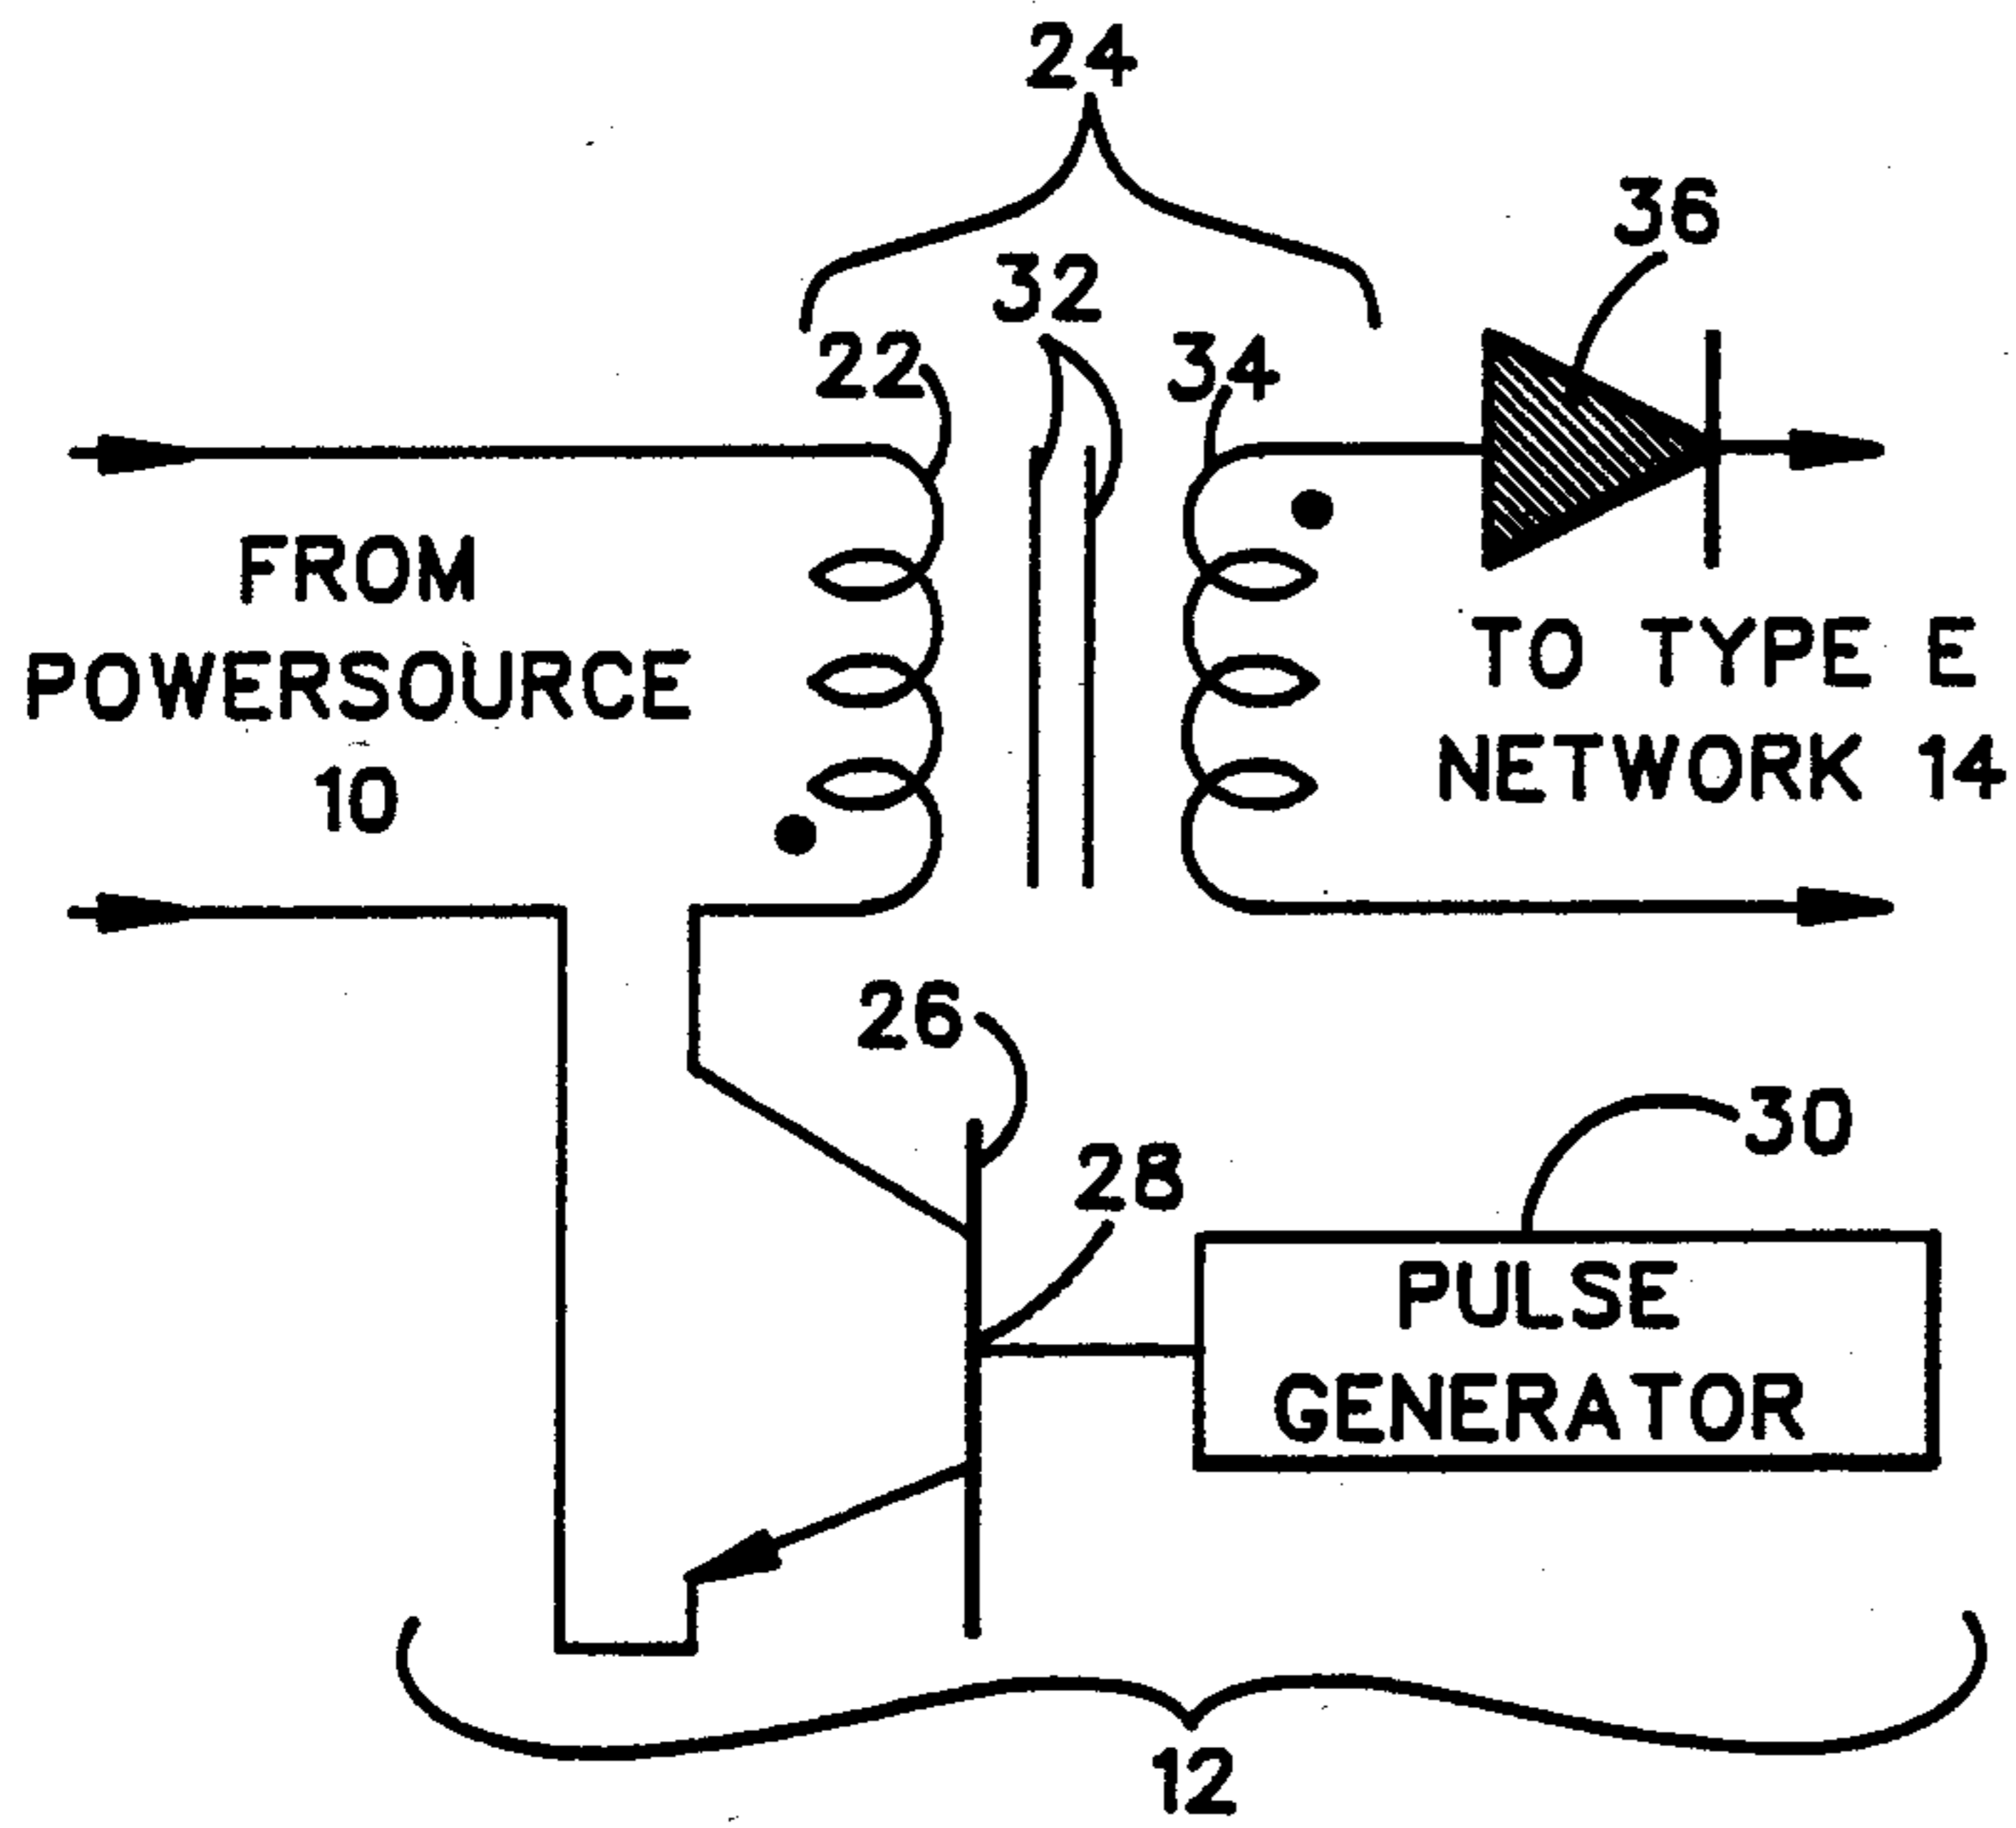 24
36
32
22
34
FROM
POWERSOURCE
10
TO TYPE E
NETWORK 14
26
28
30
PULSE
GENERATOR
12